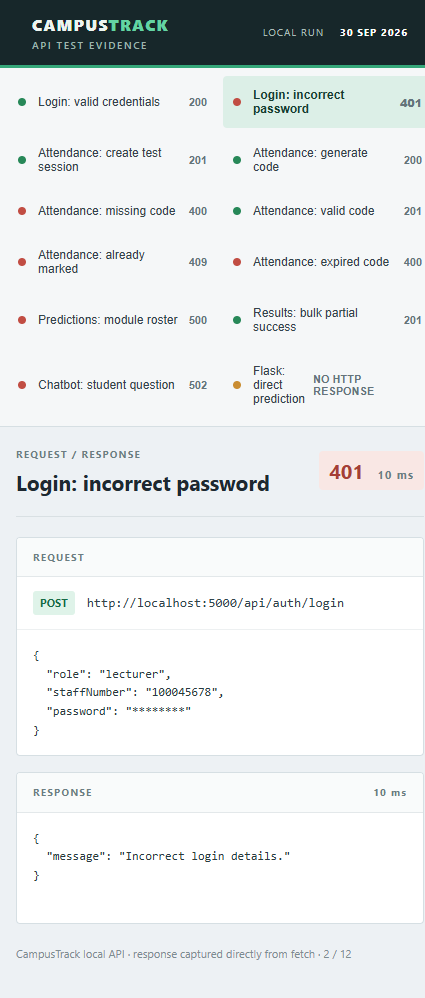 CAMPUSTRACK
API TEST EVIDENCE
LOCAL RUN 30 SEP 2026
Login: valid credentials 200
Login: incorrect
password 401
Attendance: create test
session 201
Attendance: generate
code 200
Attendance: missing code 400
Attendance: valid code 201
Attendance: already
marked 409
Attendance: expired code 400
Predictions: module roster 500
Results: bulk partial
success 201
Chatbot: student question 502
Flask:
direct
prediction
NO HTTP
RESPONSE
REQUEST / RESPONSE
Login: incorrect password
401 10 ms
REQUEST
POST http://localhost:5000/api/auth/login
{
"role": "lecturer",
"staffNumber": "100045678",
"password": "********"
}
RESPONSE 10 ms
{
"message": "Incorrect login details."
}
CampusTrack local API · response captured directly from fetch · 2 / 12